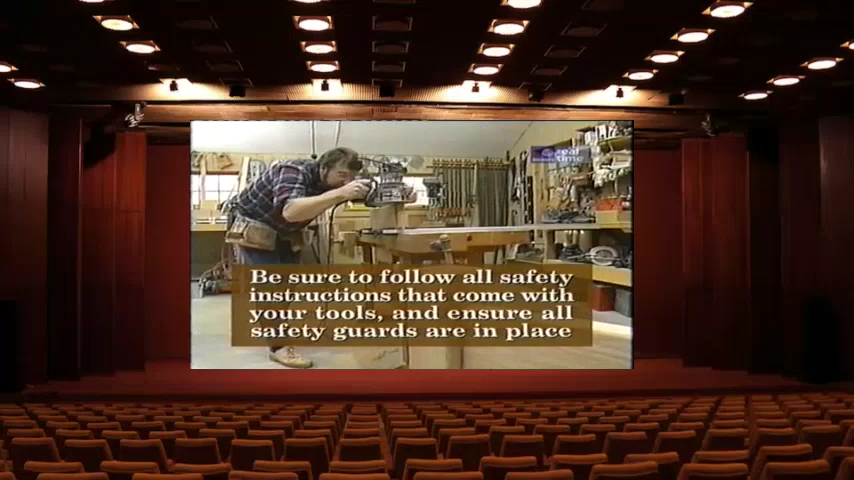 real
time
Be sure to follow all safety
instructions that come with
your tools, and ensure all
safety guards are in place